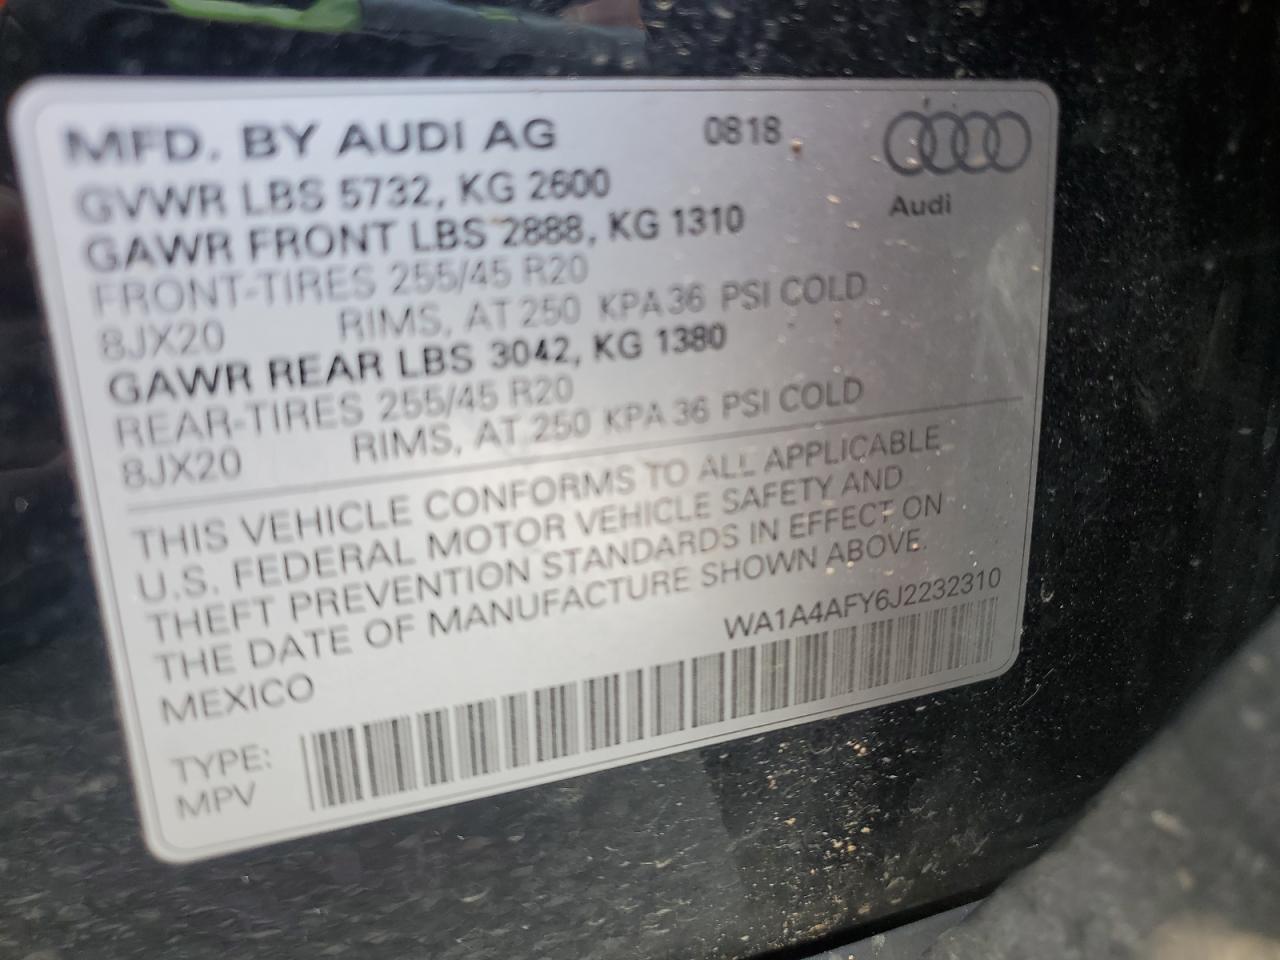 MFD. BY AUDI AG 0818
Audi
GVWR LBS 5732, KG 2600
GAWR FRONT LBS 2888, KG 1310
FRONT-TIRES 255/45 R20
8JX20 RIMS, AT 250 KPA 36 PSI COLD
GAWR REAR LBS 3042, KG 1380
REAR-TIRES 255/45 R20
8JX20 RIMS, AT 250 KPA 36 PSI COLD
THIS VEHICLE CONFORMS TO ALL APPLICABLE
U.S. FEDERAL MOTOR VEHICLE SAFETY AND
THEFT PREVENTION STANDARDS IN EFFECT ON
THE DATE OF MANUFACTURE SHOWN ABOVE.
MEXICO WA1A4AFY6J2232310
TYPE:
MPV